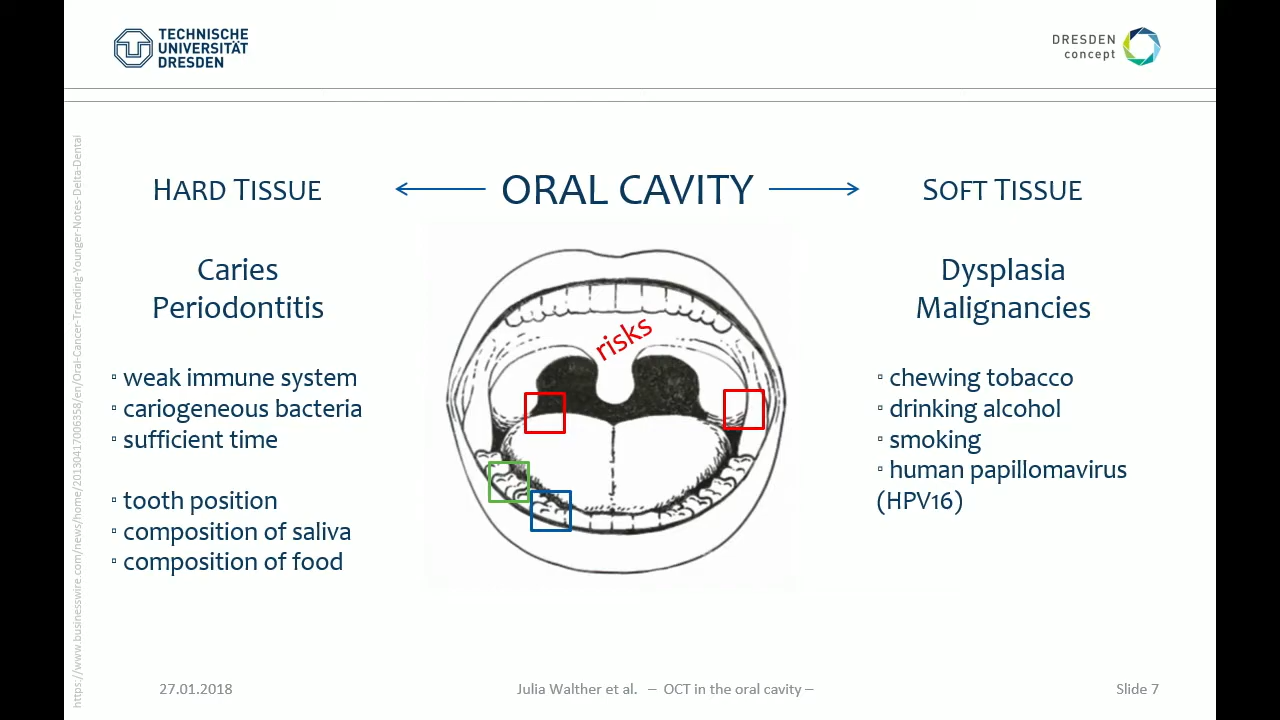 TECHNISCHE
UNIVERSITÄT
DRESDEN
DRESDEN
concept
HARD TISSUE
ORAL CAVITY
SOFT TISSUE
Caries
Periodontitis
▫ weak immune system
▫ cariogeneous bacteria
▫ sufficient time
▫ tooth position
▫ composition of saliva
▫ composition of food
risks
Dysplasia
Malignancies
▫ chewing tobacco
▫ drinking alcohol
▫ smoking
▫ human papillomavirus
(HPV16)
https://www.businesswire.com/news/home/20130417006358/en/Oral-Cancer-Trending-Younger-Notes-Delta-Dental
27.01.2018
Julia Walther et al. – OCT in the oral cavity –
Slide 7